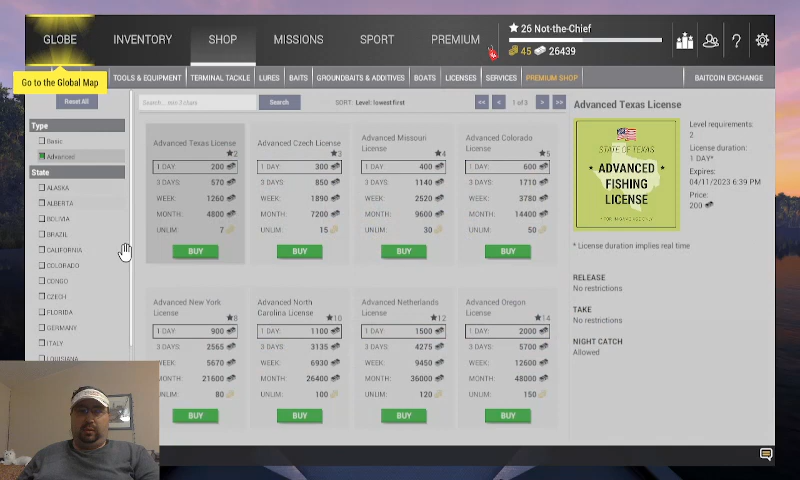 GLOBE INVENTORY SHOP MISSIONS SPORT PREMIUM
26 Not-the-Chief
45 26439
Go to the Global Map
TOOLS & EQUIPMENT TERMINAL TACKLE LURES BAITS GROUNDBAITS & ADDITIVES BOATS LICENSES SERVICES PREMIUM SHOP BAITCOIN EXCHANGE
Reset All
Search... min 3 chars
Search
SORT: Level: lowest first
<< < 1 of 3 > >>
Type
Basic
Advanced
State
ALASKA
ALBERTA
BOLIVIA
BRAZIL
CALIFORNIA
COLORADO
CONGO
CZECH
FLORIDA
GERMANY
ITALY
LOUISIANA
Advanced Texas License
2
1 DAY: 200
3 DAYS: 570
WEEK: 1260
MONTH: 4800
UNLIM: 7
BUY
Advanced Czech License
3
1 DAY: 300
3 DAYS: 850
WEEK: 1890
MONTH: 7200
UNLIM: 15
BUY
Advanced Missouri
License
4
1 DAY: 400
3 DAYS: 1140
WEEK: 2520
MONTH: 9600
UNLIM: 30
BUY
Advanced Colorado
License
5
1 DAY: 600
3 DAYS: 1710
WEEK: 3780
MONTH: 14400
UNLIM: 50
BUY
Advanced New York
License
8
1 DAY: 900
3 DAYS: 2565
WEEK: 5670
MONTH: 21600
UNLIM: 80
BUY
Advanced North
Carolina License
10
1 DAY: 1100
3 DAYS: 3135
WEEK: 6930
MONTH: 26400
UNLIM: 100
BUY
Advanced Netherlands
License
12
1 DAY: 1500
3 DAYS: 4275
WEEK: 9450
MONTH: 36000
UNLIM: 120
BUY
Advanced Oregon
License
14
1 DAY: 2000
3 DAYS: 5700
WEEK: 12600
MONTH: 48000
UNLIM: 150
BUY
Advanced Texas License
STATE OF TEXAS
ADVANCED
FISHING
LICENSE
* FOR IN-GAME USE ONLY
Level requirements:
2
License duration:
1 DAY*
Expires:
04/11/2023 6:39 PM
Price:
200
* License duration implies real time
RELEASE
No restrictions
TAKE
No restrictions
NIGHT CATCH
Allowed